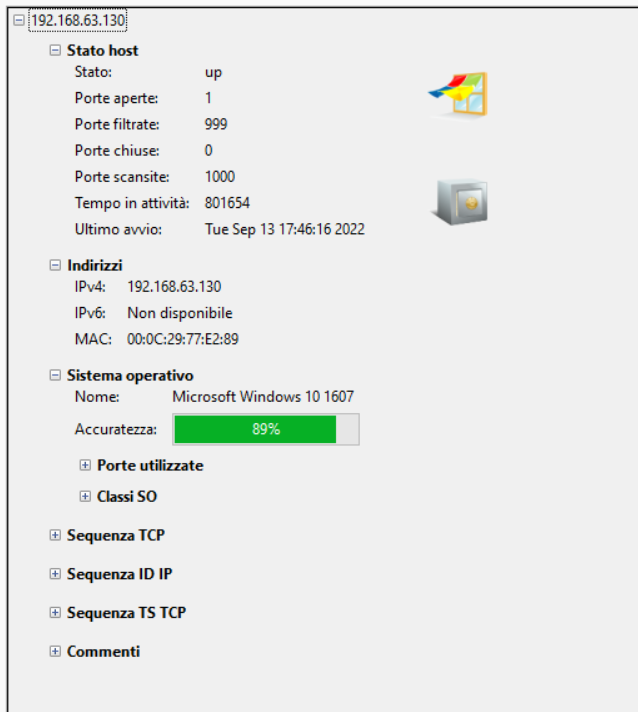 192.168.63.130
Stato host
Stato: up
Porte aperte: 1
Porte filtrate: 999
Porte chiuse: 0
Porte scansite: 1000
Tempo in attività: 801654
Ultimo avvio: Tue Sep 13 17:46:16 2022
Indirizzi
IPv4: 192.168.63.130
IPv6: Non disponibile
MAC: 00:0C:29:77:E2:89
Sistema operativo
Nome: Microsoft Windows 10 1607
Accuratezza: 89%
Porte utilizzate
Classi SO
Sequenza TCP
Sequenza ID IP
Sequenza TS TCP
Commenti